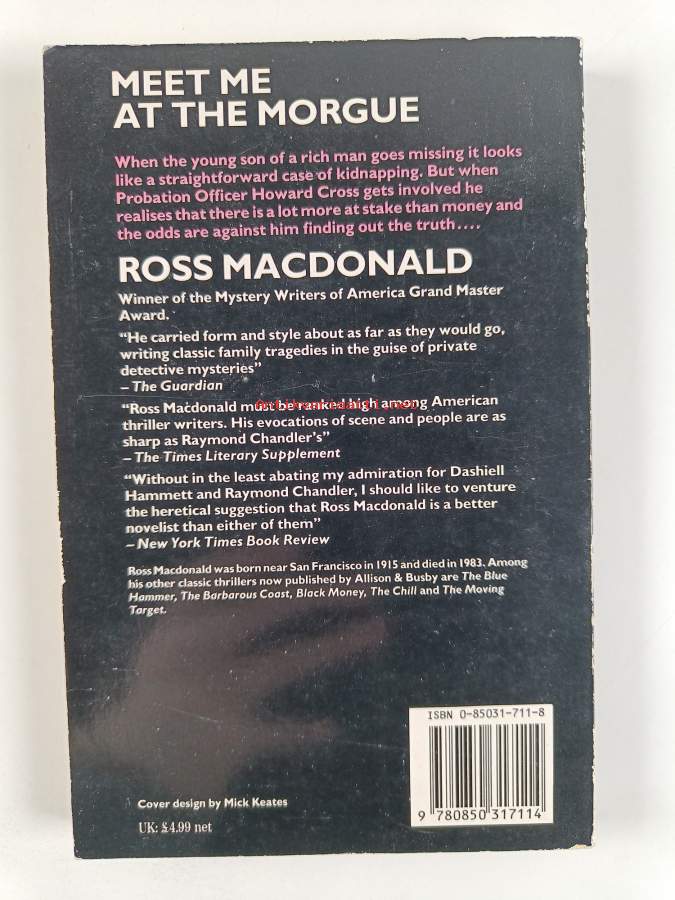 MEET ME
AT THE MORGUE
When the young son of a rich man goes missing it looks
like a straightforward case of kidnapping. But when
Probation Officer Howard Cross gets involved he
realises that there is a lot more at stake than money and
the odds are against him finding out the truth....
ROSS MACDONALD
Winner of the Mystery Writers of America Grand Master
Award.
“He carried form and style about as far as they would go,
writing classic family tragedies in the guise of private
detective mysteries”
– The Guardian
“Ross Macdonald must be ranked high among American
thriller writers. His evocations of scene and people are as
sharp as Raymond Chandler's”
– The Times Literary Supplement
“Without in the least abating my admiration for Dashiell
Hammett and Raymond Chandler, I should like to venture
the heretical suggestion that Ross Macdonald is a better
novelist than either of them”
– New York Times Book Review
Ross Macdonald was born near San Francisco in 1915 and died in 1983. Among
his other classic thrillers now published by Allison & Busby are The Blue
Hammer, The Barbarous Coast, Black Money, The Chill and The Moving
Target.
ISBN 0-85031-711-8
9 780850 317114
Cover design by Mick Keates
UK: £4.99 net